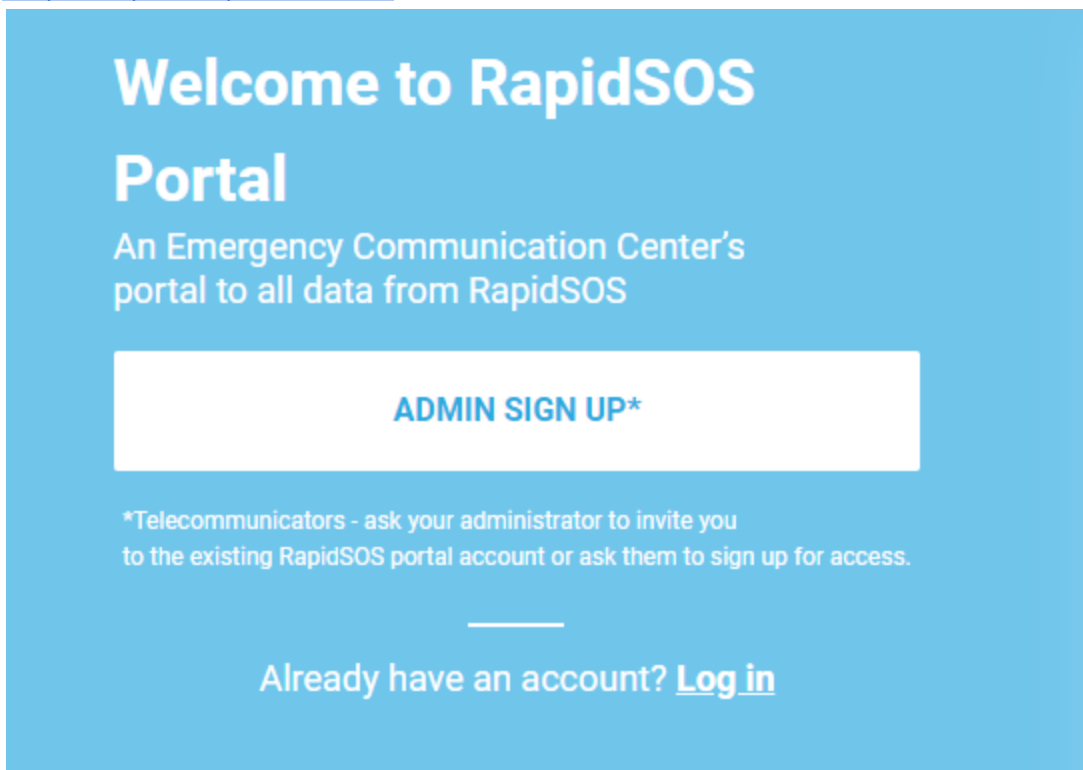 Welcome to RapidSOS
Portal
An Emergency Communication Center's
portal to all data from RapidSOS
ADMIN SIGN UP*
*Telecommunicators - ask your administrator to invite you
to the existing RapidSOS portal account or ask them to sign up for access.
Already have an account? Log in